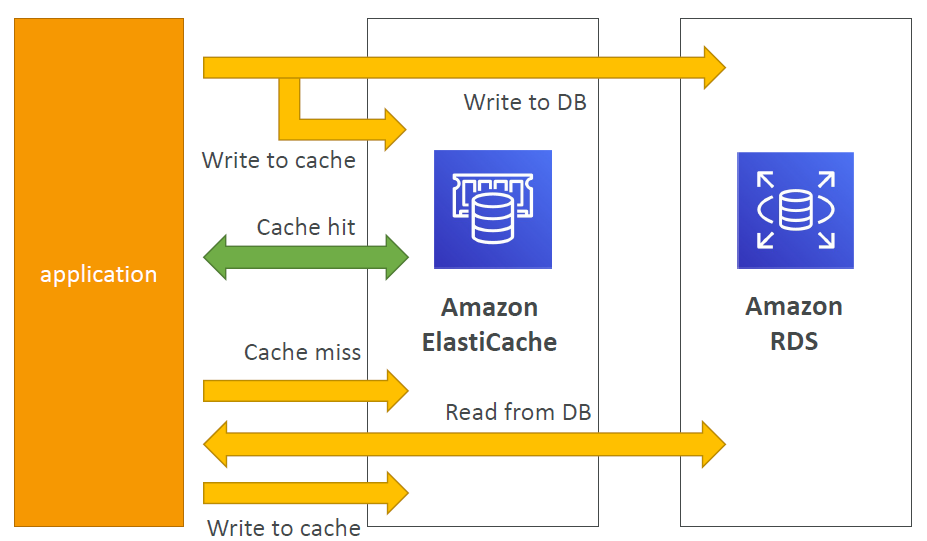 Write to DB
Write to cache
Cache hit
application
Amazon
ElastiCache
Amazon
RDS
Cache miss
Read from DB
Write to cache